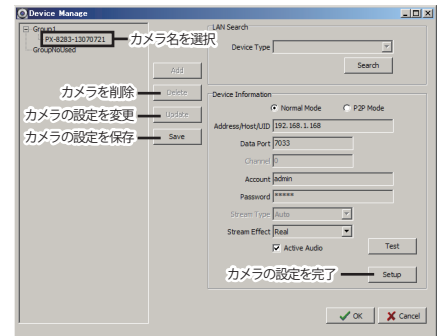 Device Manage
Group1
PX-8283-13070721
GroupNoUsed
カメラ名を選択
LAN Search
Device Type
Search
Add
カメラを削除
Delete
カメラの設定を変更
Update
カメラの設定を保存
Save
Device Information
Normal Mode
P2P Mode
Address/Host/UID 192.168.1.168
Data Port 7033
Channel 0
Account admin
Password *****
Stream Type Auto
Stream Effect Real
Active Audio
Test
カメラの設定を完了
Setup
OK
Cancel